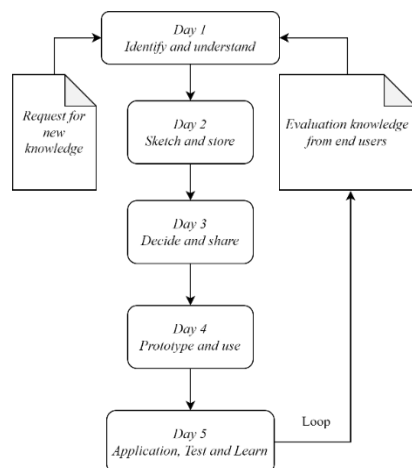 Day 1
Identify and understand
Request for
new
knowledge
Evaluation knowledge
from end users
Day 2
Sketch and store
Day 3
Decide and share
Day 4
Prototype and use
Day 5
Application, Test and Learn
Loop